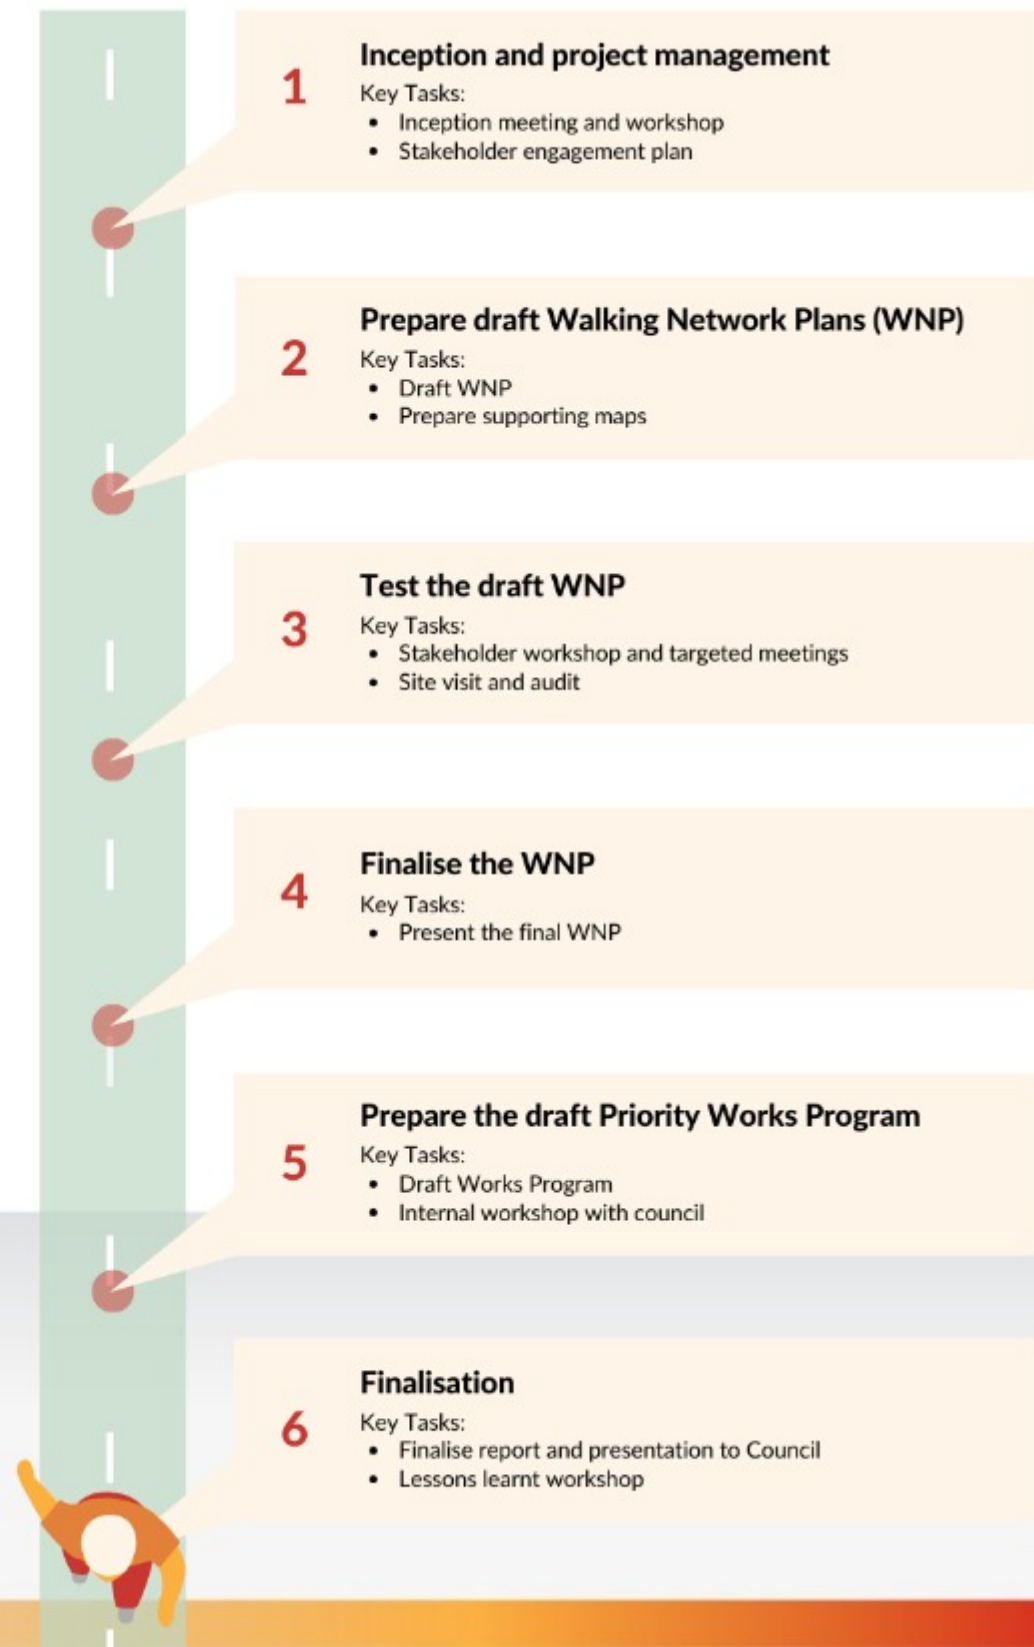 1
Inception and project management
Key Tasks:
• Inception meeting and workshop
• Stakeholder engagement plan
2
Prepare draft Walking Network Plans (WNP)
Key Tasks:
• Draft WNP
• Prepare supporting maps
3
Test the draft WNP
Key Tasks:
• Stakeholder workshop and targeted meetings
• Site visit and audit
4
Finalise the WNP
Key Tasks:
• Present the final WNP
5
Prepare the draft Priority Works Program
Key Tasks:
• Draft Works Program
• Internal workshop with council
6
Finalisation
Key Tasks:
• Finalise report and presentation to Council
• Lessons learnt workshop